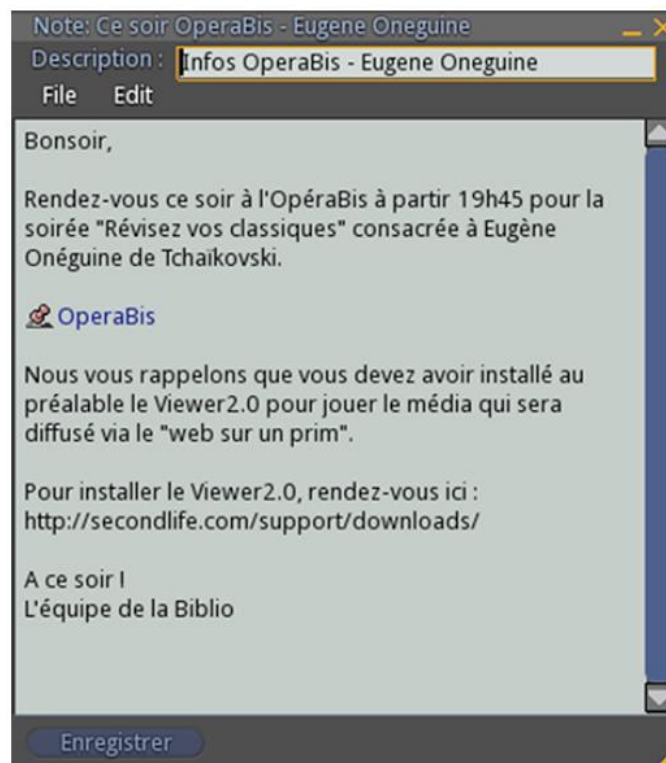 Note: Ce soir OperaBis - Eugene Oneguine
Description : Infos OperaBis - Eugene Oneguine
File Edit
Bonsoir,
Rendez-vous ce soir à l'OpéraBis à partir 19h45 pour la
soirée "Révisez vos classiques" consacrée à Eugène
Onéguine de Tchaïkovski.
OperaBis
Nous vous rappelons que vous devez avoir installé au
préalable le Viewer2.0 pour jouer le média qui sera
diffusé via le "web sur un prim".
Pour installer le Viewer2.0, rendez-vous ici :
http://secondlife.com/support/downloads/
A ce soir !
L'équipe de la Biblio
Enregistrer